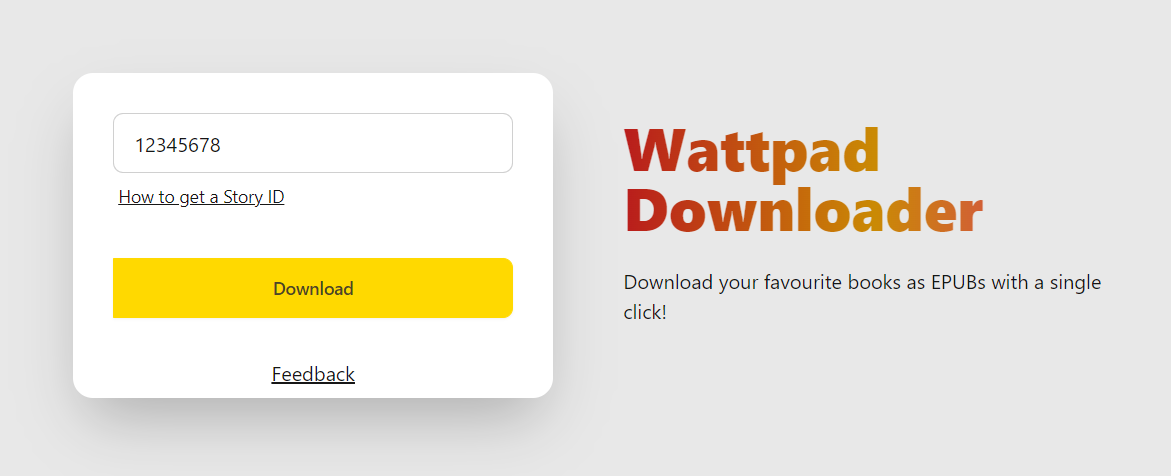 12345678
How to get a Story ID
Download
Feedback
Wattpad
Downloader
Download your favourite books as EPUBs with a single
click!